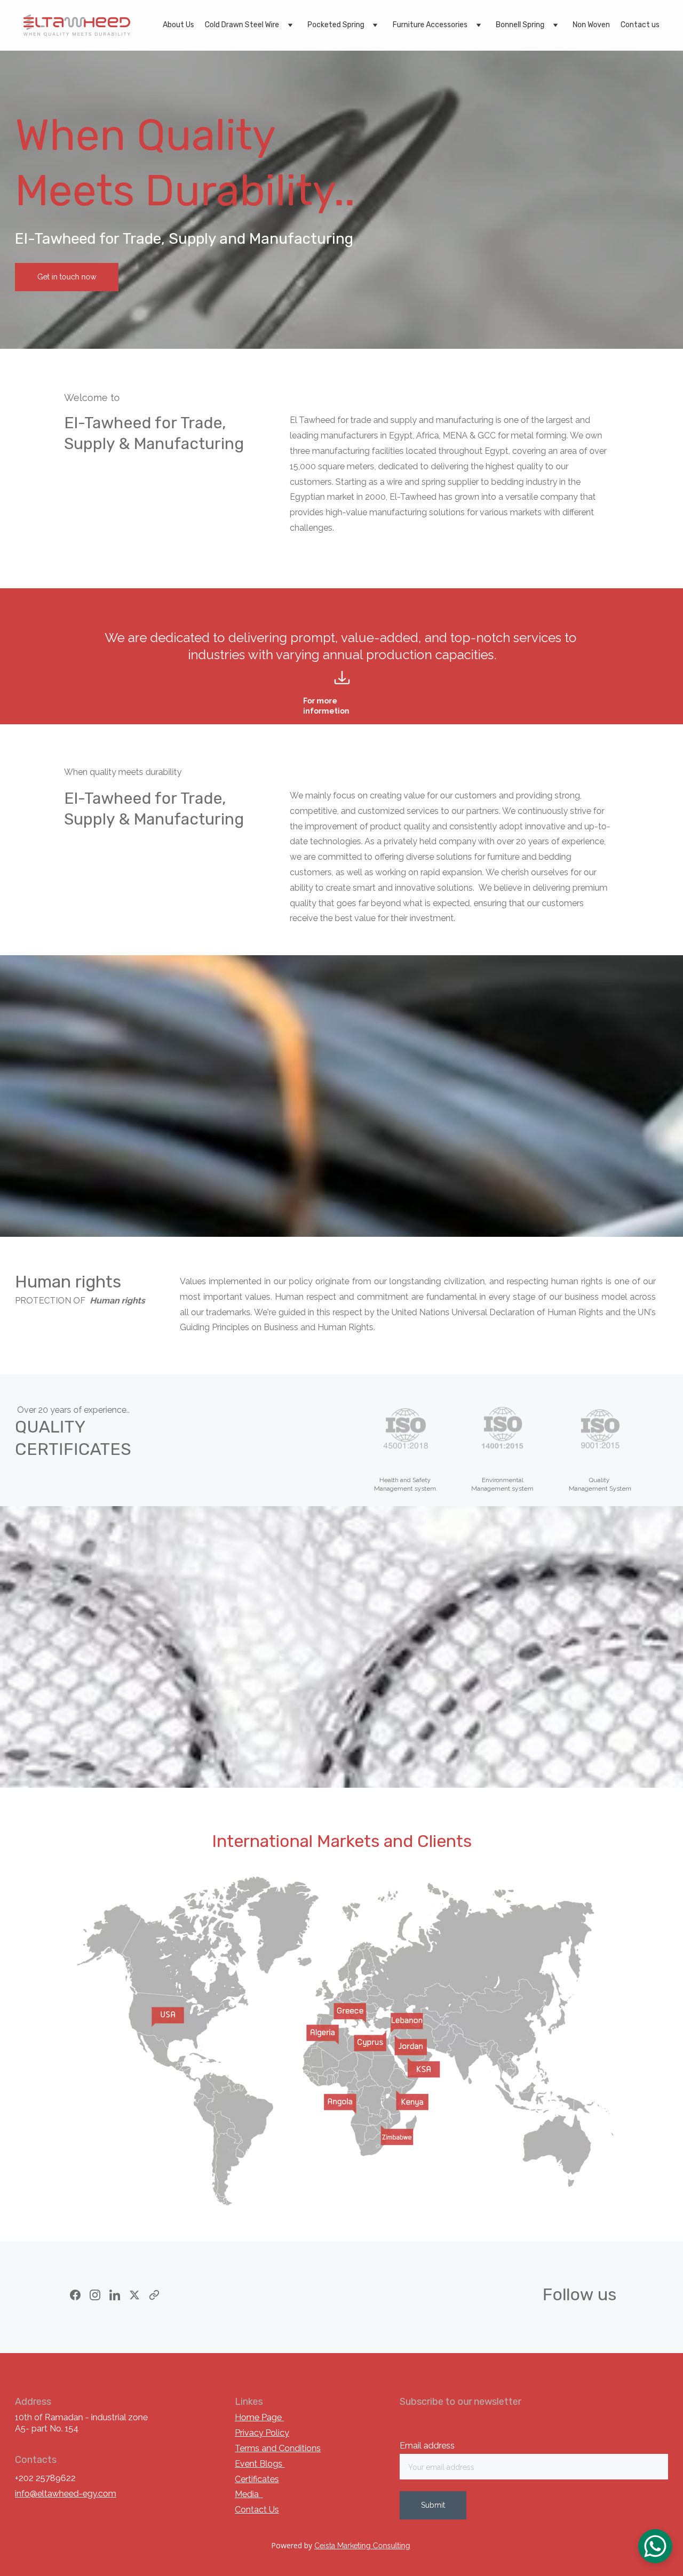 ELTAWHEED
WHEN QUALITY MEETS DURABILITY
About Us
Cold Drawn Steel Wire
Pocketed Spring
Furniture Accessories
Bonnell Spring
Non Woven
Contact us
When Quality
Meets Durability..
El-Tawheed for Trade, Supply and Manufacturing
Get in touch now
Welcome to
El-Tawheed for Trade,
Supply & Manufacturing
El Tawheed for trade and supply and manufacturing is one of the largest and
leading manufacturers in Egypt, Africa, MENA & GCC for metal forming. We own
three manufacturing facilities located throughout Egypt, covering an area of over
15,000 square meters, dedicated to delivering the highest quality to our
customers. Starting as a wire and spring supplier to bedding industry in the
Egyptian market in 2000, El-Tawheed has grown into a versatile company that
provides high-value manufacturing solutions for various markets with different
challenges.
We are dedicated to delivering prompt, value-added, and top-notch services to
industries with varying annual production capacities.
For more
informetion
When quality meets durability
El-Tawheed for Trade,
Supply & Manufacturing
We mainly focus on creating value for our customers and providing strong,
competitive, and customized services to our partners. We continuously strive for
the improvement of product quality and consistently adopt innovative and up-to-
date technologies. As a privately held company with over 20 years of experience,
we are committed to offering diverse solutions for furniture and bedding
customers, as well as working on rapid expansion. We cherish ourselves for our
ability to create smart and innovative solutions.  We believe in delivering premium
quality that goes far beyond what is expected, ensuring that our customers
receive the best value for their investment.
Human rights
PROTECTION OF Human rights
Values implemented in our policy originate from our longstanding civilization, and respecting human rights is one of our
most important values. Human respect and commitment are fundamental in every stage of our business model across
all our trademarks. We're guided in this respect by the United Nations Universal Declaration of Human Rights and the UN's
Guiding Principles on Business and Human Rights.
Over 20 years of experience..
QUALITY
CERTIFICATES
ISO
45001:2018
Health and Safety
Management system
ISO
14001:2015
Environmental
Management system
ISO
9001:2015
Quality
Management System
International Markets and Clients
USA
Greece
Lebanon
Algeria
Cyprus
Jordan
KSA
Angola
Kenya
Zimbabwe
Follow us
Address
10th of Ramadan - industrial zone
A5- part No. 154
Contacts
+202 25789622
info@eltawheed-egy.com
Linkes
Home Page
Privacy Policy
Terms and Conditions
Event Blogs
Certificates
Media
Contact Us
Subscribe to our newsletter
Email address
Your email address
Submit
Powered by Ceista Marketing Consulting